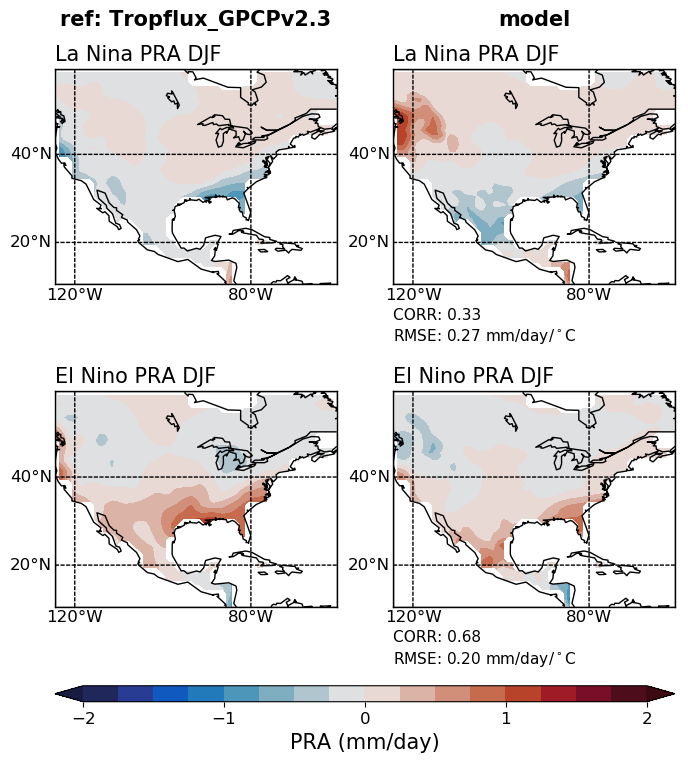 ref: Tropflux_GPCPv2.3
model
La Nina PRA DJF
La Nina PRA DJF
40°N
40°N
20°N
20°N
120°W
80°W
120°W
80°W
CORR: 0.33
RMSE: 0.27 mm/day/°C
El Nino PRA DJF
El Nino PRA DJF
40°N
40°N
20°N
20°N
120°W
80°W
120°W
80°W
CORR: 0.68
RMSE: 0.20 mm/day/°C
−2
−1
0
1
2
PRA (mm/day)